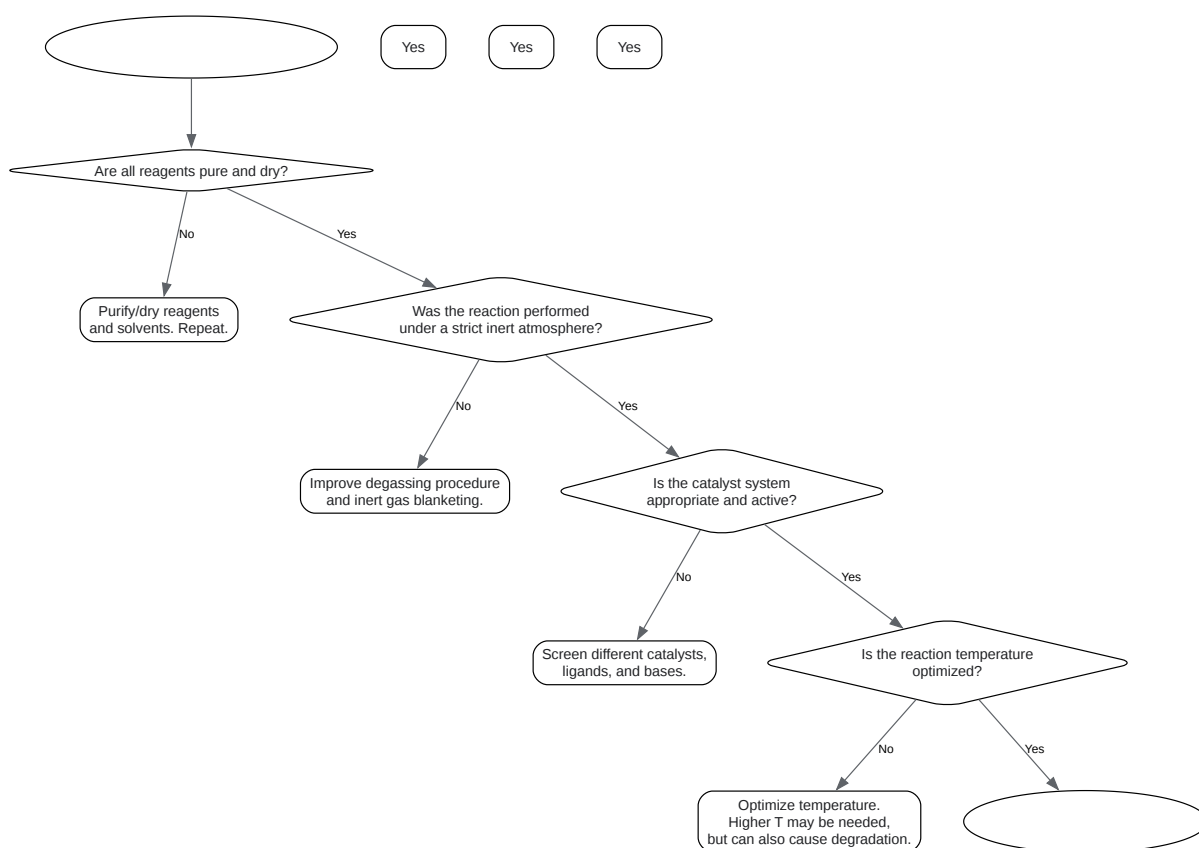 Yes
Yes
Yes
Are all reagents pure and dry?
No
Yes
Purify/dry reagents
and solvents. Repeat.
Was the reaction performed
under a strict inert atmosphere?
No
Yes
Improve degassing procedure
and inert gas blanketing.
Is the catalyst system
appropriate and active?
No
Yes
Screen different catalysts,
ligands, and bases.
Is the reaction temperature
optimized?
No
Yes
Optimize temperature.
Higher T may be needed,
but can also cause degradation.